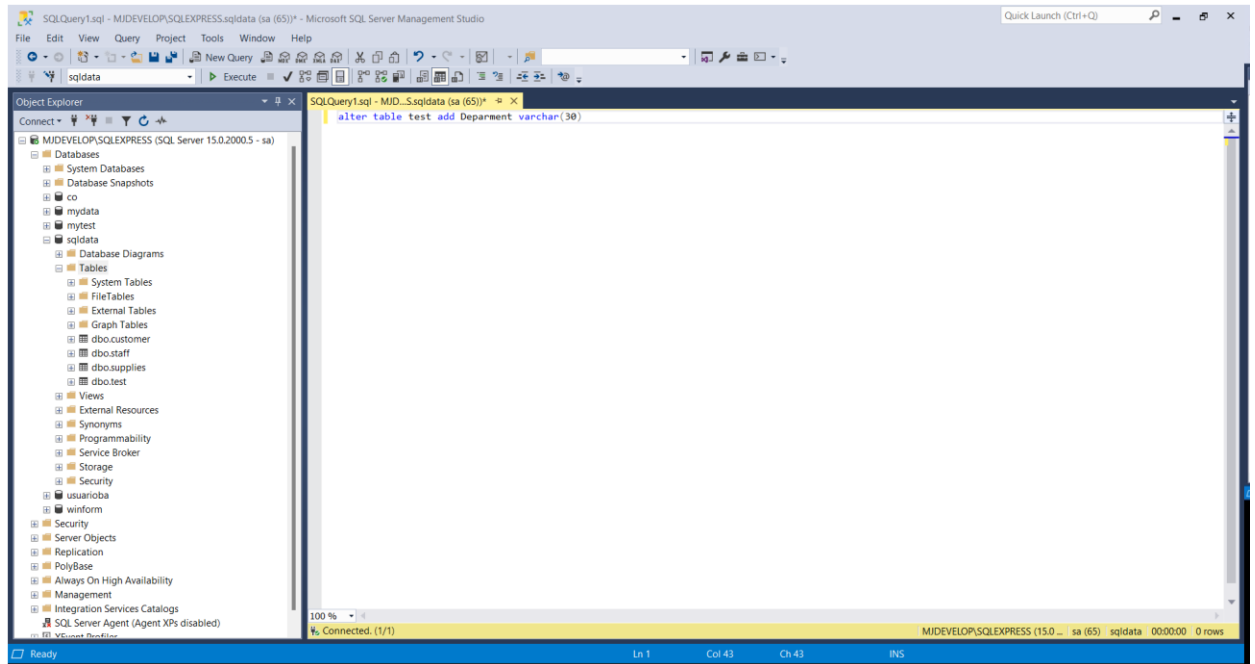 SQLQuery1.sql - MJDEVELOP\SQLEXPRESS.sqldata (sa (65))* - Microsoft SQL Server Management Studio
Quick Launch (Ctrl+Q)
File Edit View Query Project Tools Window Help
New Query
sqldata
Execute
Object Explorer
SQLQuery1.sql - MJD...S.sqldata (sa (65))*
Connect
alter table test add Deparment varchar(30)
MJDEVELOP\SQLEXPRESS (SQL Server 15.0.2000.5 - sa)
Databases
System Databases
Database Snapshots
co
mydata
mytest
sqldata
Database Diagrams
Tables
System Tables
FileTables
External Tables
Graph Tables
dbo.customer
dbo.staff
dbo.supplies
dbo.test
Views
External Resources
Synonyms
Programmability
Service Broker
Storage
Security
usuarioba
winform
Security
Server Objects
Replication
PolyBase
Always On High Availability
Management
Integration Services Catalogs
SQL Server Agent (Agent XPs disabled)
XEvent Profiler
100 %
Connected. (1/1)
MJDEVELOP\SQLEXPRESS (15.0 ... sa (65) sqldata 00:00:00 0 rows
Ready Ln 1 Col 43 Ch 43 INS